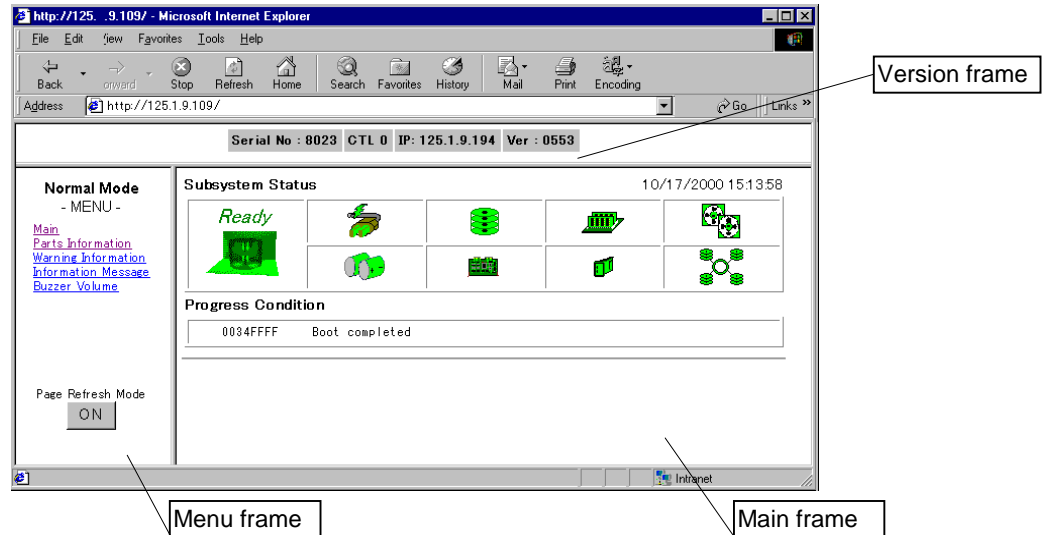 http://125. .9.109/ - Microsoft Internet Explorer
File Edit View Favorites Tools Help
Back orward Stop Refresh Home Search Favorites History Mail Print Encoding
Address http://125.1.9.109/ Go Links »
Version frame
Serial No : 8023 CTL 0 IP: 125.1.9.194 Ver : 0553
Normal Mode
- MENU -
Main
Parts Information
Warning Information
Information Message
Buzzer Volume
Page Refresh Mode
ON
Subsystem Status 10/17/2000 15:13:58
Ready
Progress Condition
0034FFFF Boot completed
Intranet
Menu frame
Main frame